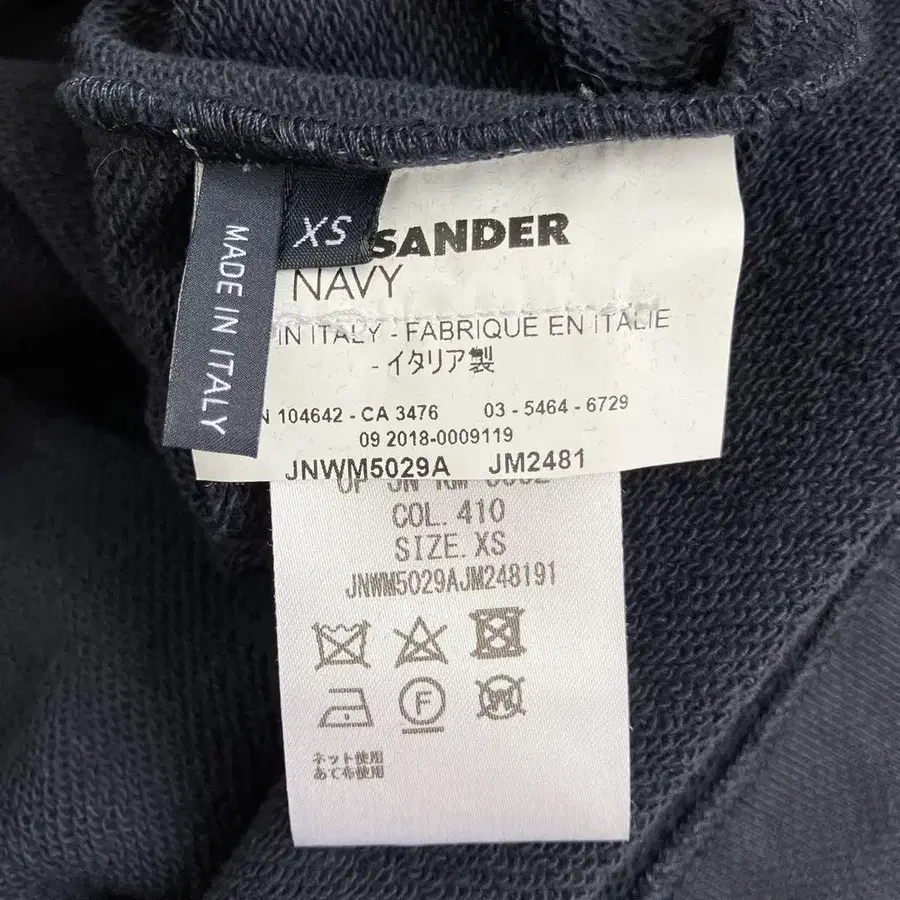 MADE IN ITALY
XS
SANDER
NAVY
IN ITALY - FABRIQUE EN ITALIE
- イタリア製
N 104642 - CA 3476 03 - 5464 - 6729
09 2018-0009119
JNWM5029A JM2481
COL. 410
SIZE. XS
JNWM5029AJM248191
F
W
ネット使用
あて布使用